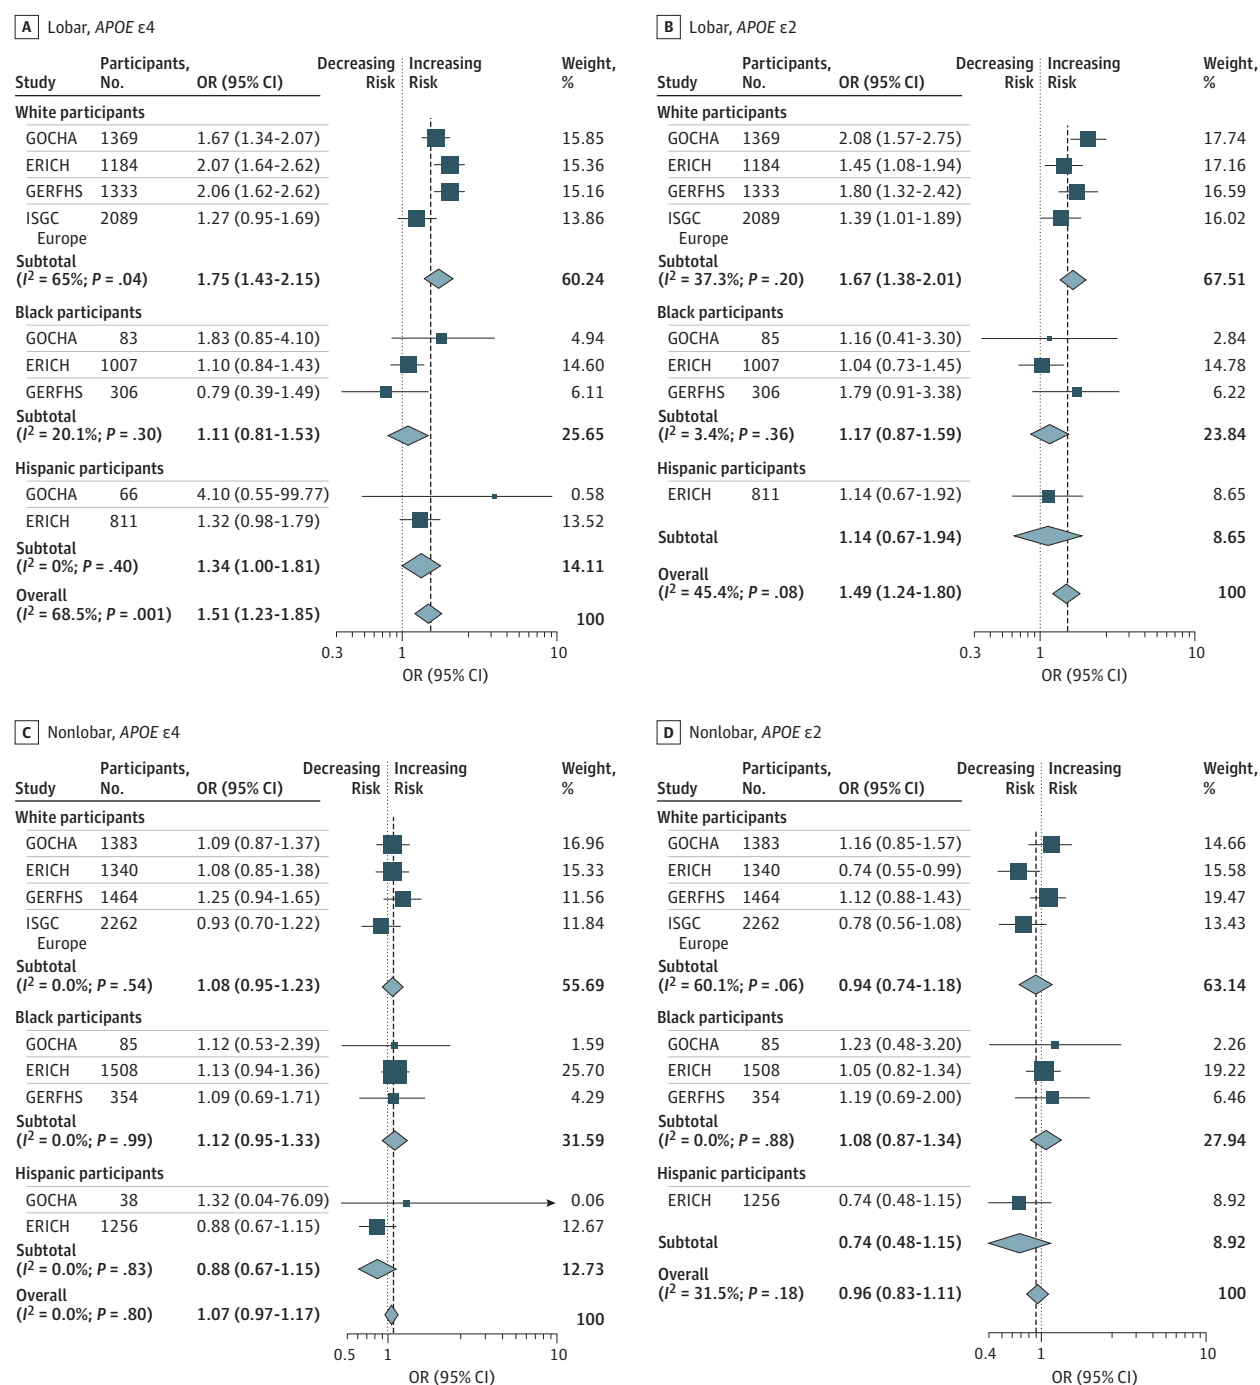 A Lobar, APOE ε4
Study Participants, No. OR (95% CI) Decreasing Risk Increasing Risk Weight, %
White participants
GOCHA 1369 1.67 (1.34-2.07) 15.85
ERICH 1184 2.07 (1.64-2.62) 15.36
GERFHS 1333 2.06 (1.62-2.62) 15.16
ISGC Europe 2089 1.27 (0.95-1.69) 13.86
Subtotal
(I² = 65%; P = .04) 1.75 (1.43-2.15) 60.24
Black participants
GOCHA 83 1.83 (0.85-4.10) 4.94
ERICH 1007 1.10 (0.84-1.43) 14.60
GERFHS 306 0.79 (0.39-1.49) 6.11
Subtotal
(I² = 20.1%; P = .30) 1.11 (0.81-1.53) 25.65
Hispanic participants
GOCHA 66 4.10 (0.55-99.77) 0.58
ERICH 811 1.32 (0.98-1.79) 13.52
Subtotal
(I² = 0%; P = .40) 1.34 (1.00-1.81) 14.11
Overall
(I² = 68.5%; P = .001) 1.51 (1.23-1.85) 100
0.3 1 10
OR (95% CI)
B Lobar, APOE ε2
Study Participants, No. OR (95% CI) Decreasing Risk Increasing Risk Weight, %
White participants
GOCHA 1369 2.08 (1.57-2.75) 17.74
ERICH 1184 1.45 (1.08-1.94) 17.16
GERFHS 1333 1.80 (1.32-2.42) 16.59
ISGC Europe 2089 1.39 (1.01-1.89) 16.02
Subtotal
(I² = 37.3%; P = .20) 1.67 (1.38-2.01) 67.51
Black participants
GOCHA 85 1.16 (0.41-3.30) 2.84
ERICH 1007 1.04 (0.73-1.45) 14.78
GERFHS 306 1.79 (0.91-3.38) 6.22
Subtotal
(I² = 3.4%; P = .36) 1.17 (0.87-1.59) 23.84
Hispanic participants
ERICH 811 1.14 (0.67-1.92) 8.65
Subtotal 1.14 (0.67-1.94) 8.65
Overall
(I² = 45.4%; P = .08) 1.49 (1.24-1.80) 100
0.3 1 10
OR (95% CI)
C Nonlobar, APOE ε4
Study Participants, No. OR (95% CI) Decreasing Risk Increasing Risk Weight, %
White participants
GOCHA 1383 1.09 (0.87-1.37) 16.96
ERICH 1340 1.08 (0.85-1.38) 15.33
GERFHS 1464 1.25 (0.94-1.65) 11.56
ISGC Europe 2262 0.93 (0.70-1.22) 11.84
Subtotal
(I² = 0.0%; P = .54) 1.08 (0.95-1.23) 55.69
Black participants
GOCHA 85 1.12 (0.53-2.39) 1.59
ERICH 1508 1.13 (0.94-1.36) 25.70
GERFHS 354 1.09 (0.69-1.71) 4.29
Subtotal
(I² = 0.0%; P = .99) 1.12 (0.95-1.33) 31.59
Hispanic participants
GOCHA 38 1.32 (0.04-76.09) 0.06
ERICH 1256 0.88 (0.67-1.15) 12.67
Subtotal
(I² = 0.0%; P = .83) 0.88 (0.67-1.15) 12.73
Overall
(I² = 0.0%; P = .80) 1.07 (0.97-1.17) 100
0.5 1 10
OR (95% CI)
D Nonlobar, APOE ε2
Study Participants, No. OR (95% CI) Decreasing Risk Increasing Risk Weight, %
White participants
GOCHA 1383 1.16 (0.85-1.57) 14.66
ERICH 1340 0.74 (0.55-0.99) 15.58
GERFHS 1464 1.12 (0.88-1.43) 19.47
ISGC Europe 2262 0.78 (0.56-1.08) 13.43
Subtotal
(I² = 60.1%; P = .06) 0.94 (0.74-1.18) 63.14
Black participants
GOCHA 85 1.23 (0.48-3.20) 2.26
ERICH 1508 1.05 (0.82-1.34) 19.22
GERFHS 354 1.19 (0.69-2.00) 6.46
Subtotal
(I² = 0.0%; P = .88) 1.08 (0.87-1.34) 27.94
Hispanic participants
ERICH 1256 0.74 (0.48-1.15) 8.92
Subtotal 0.74 (0.48-1.15) 8.92
Overall
(I² = 31.5%; P = .18) 0.96 (0.83-1.11) 100
0.4 1 10
OR (95% CI)